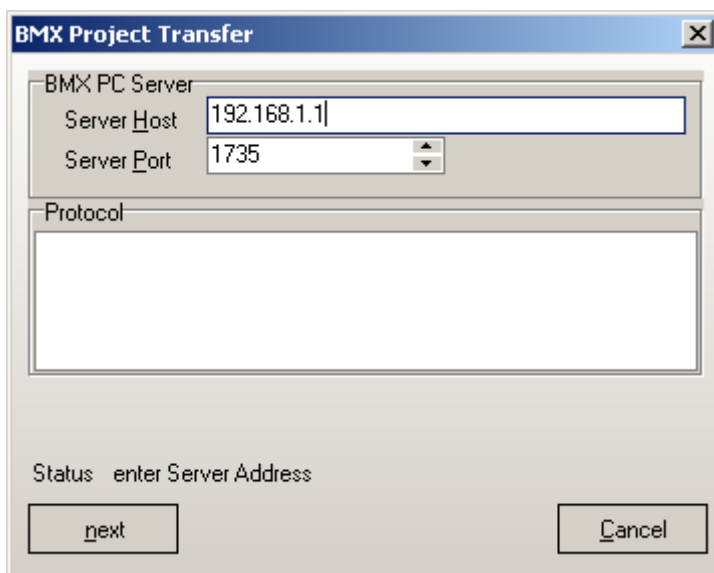 BMX Project Transfer
BMX PC Server
Server Host 192.168.1.1
Server Port 1735
Protocol
Status enter Server Address
next Cancel